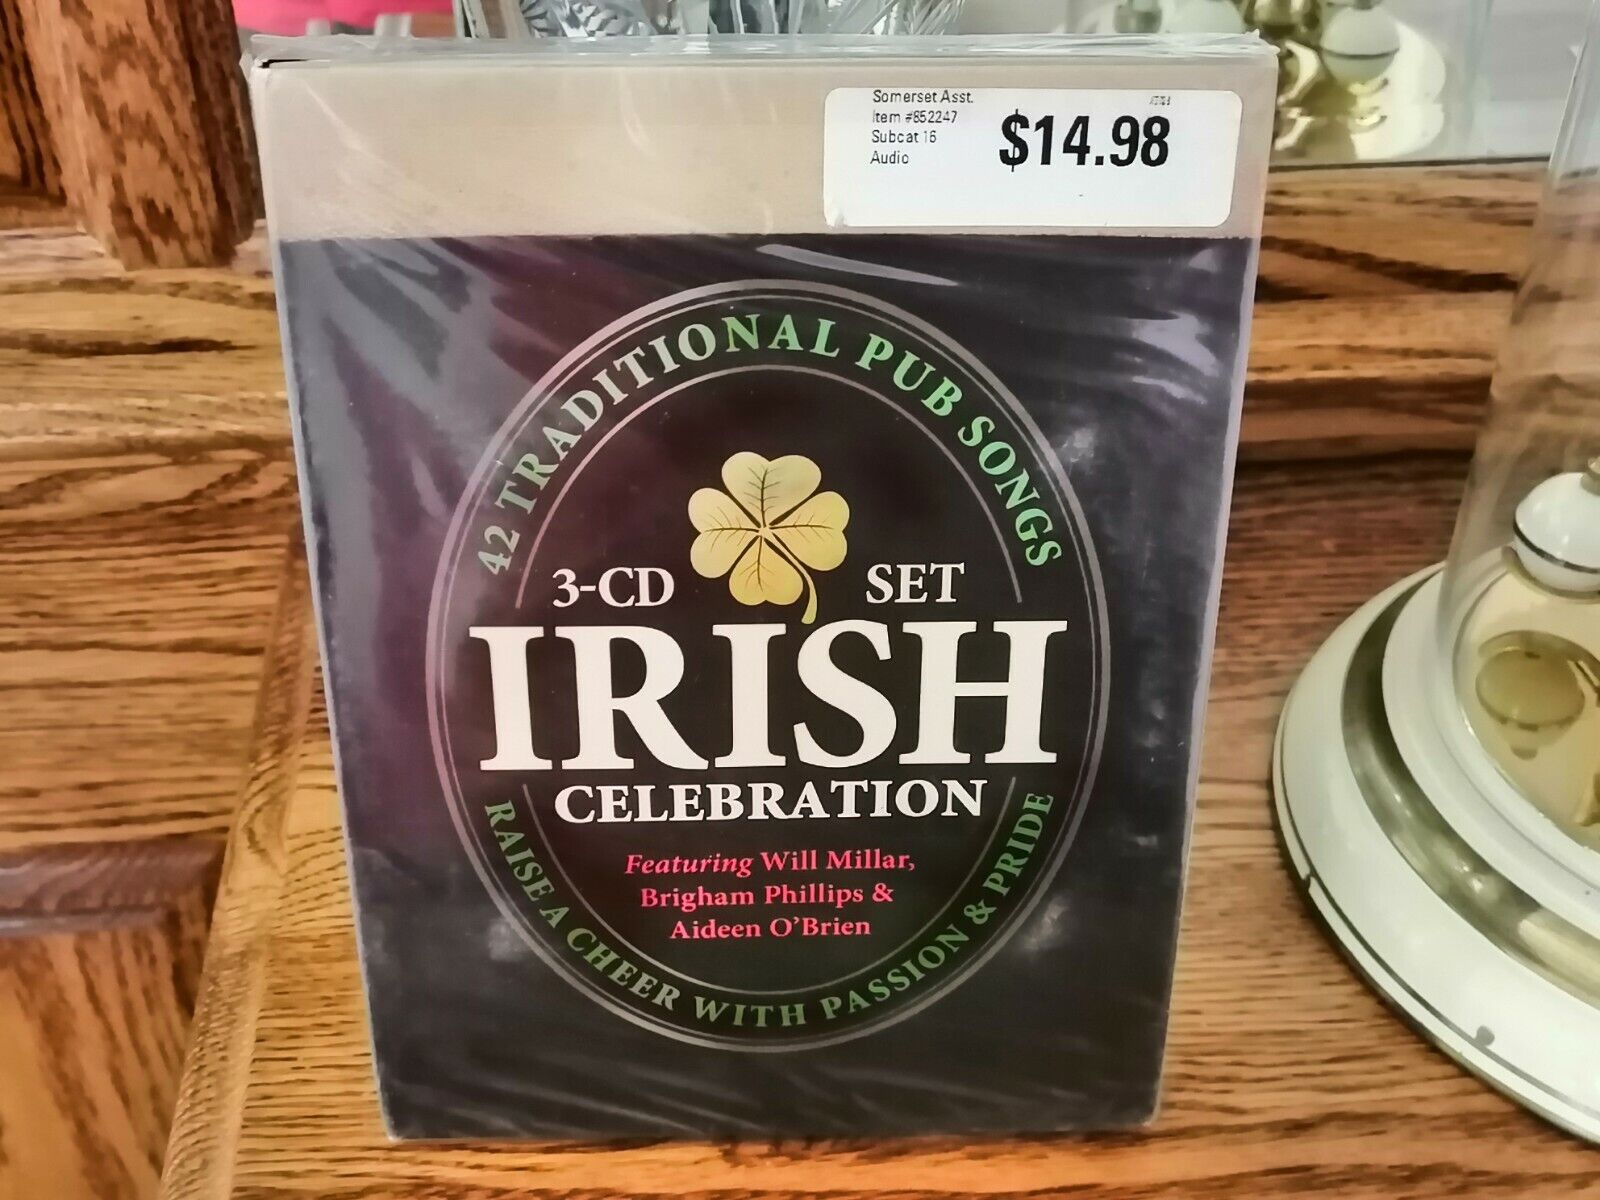 Somerset Asst.
Item #852247
Subcat 16
Audio
$14.98
42 TRADITIONAL PUB SONGS
3-CD SET
IRISH
CELEBRATION
Featuring Will Millar,
Brigham Phillips &
Aideen O'Brien
RAISE A CHEER WITH PASSION & PRIDE